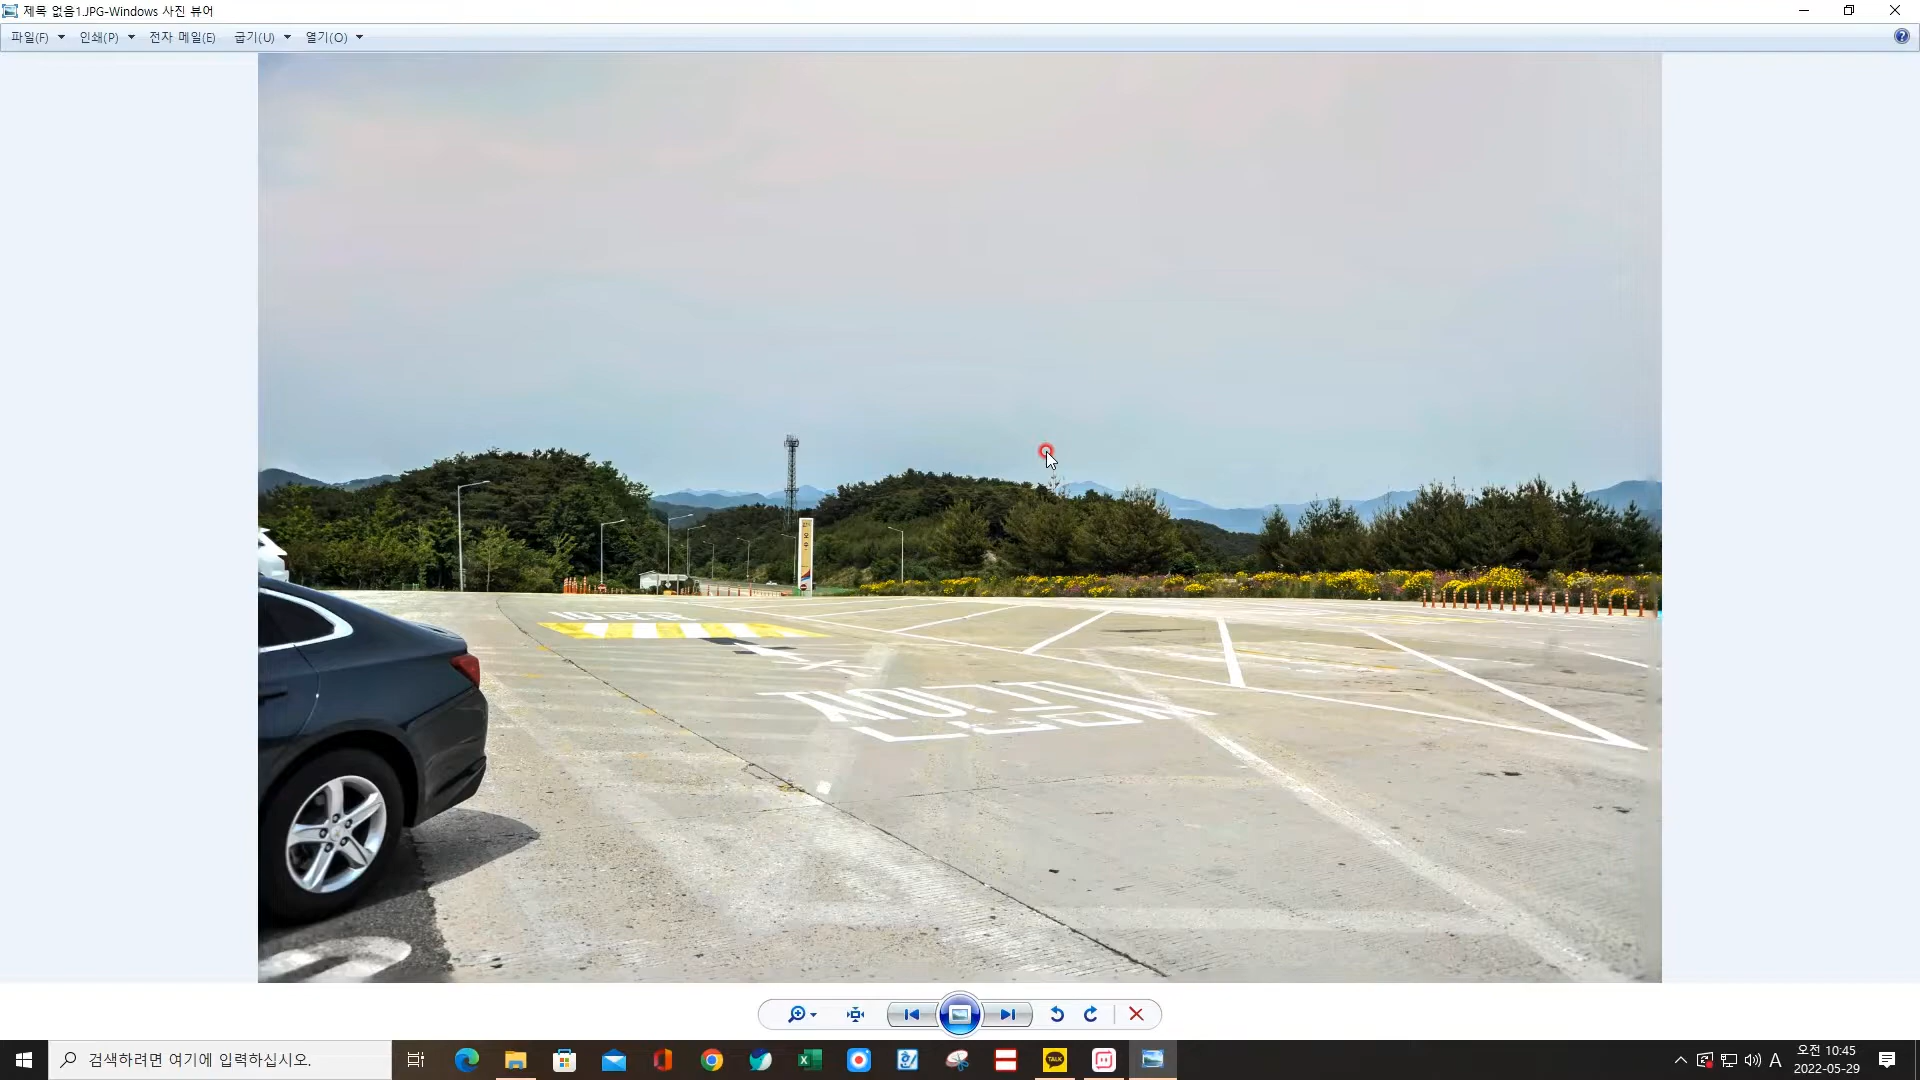 제목 없음1.JPG-Windows 사진 뷰어
파일(F) 인쇄(P) 전자 메일(E) 굽기(U) 열기(O)
검색하려면 여기에 입력하십시오.
TALK
A
오전 10:45
2022-05-29